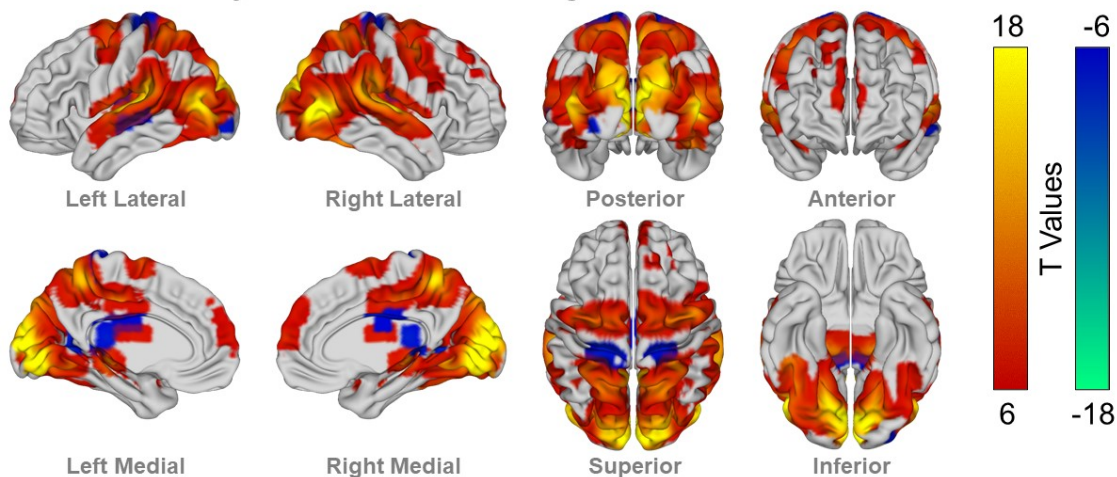 18
-6
T Values
6
-18
Left Lateral
Right Lateral
Posterior
Anterior
Left Medial
Right Medial
Superior
Inferior